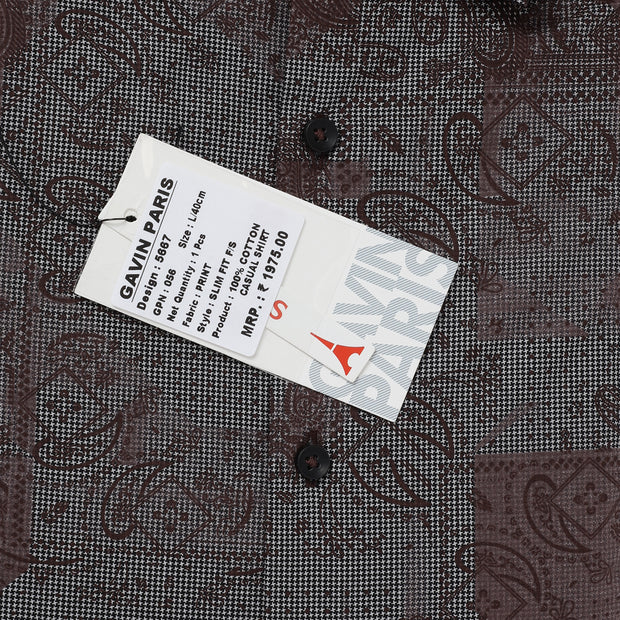 GAVIN PARIS
Design : 5667
Size : L/40cm
GPN : 056
Net Quantity : 1 Pcs
Fabric : PRINT
Style : SLIM FIT F/S
Product : 100% COTTON
CASUAL SHIRT
MRP. : ₹ 1975.00
S
GAVIN
PARIS